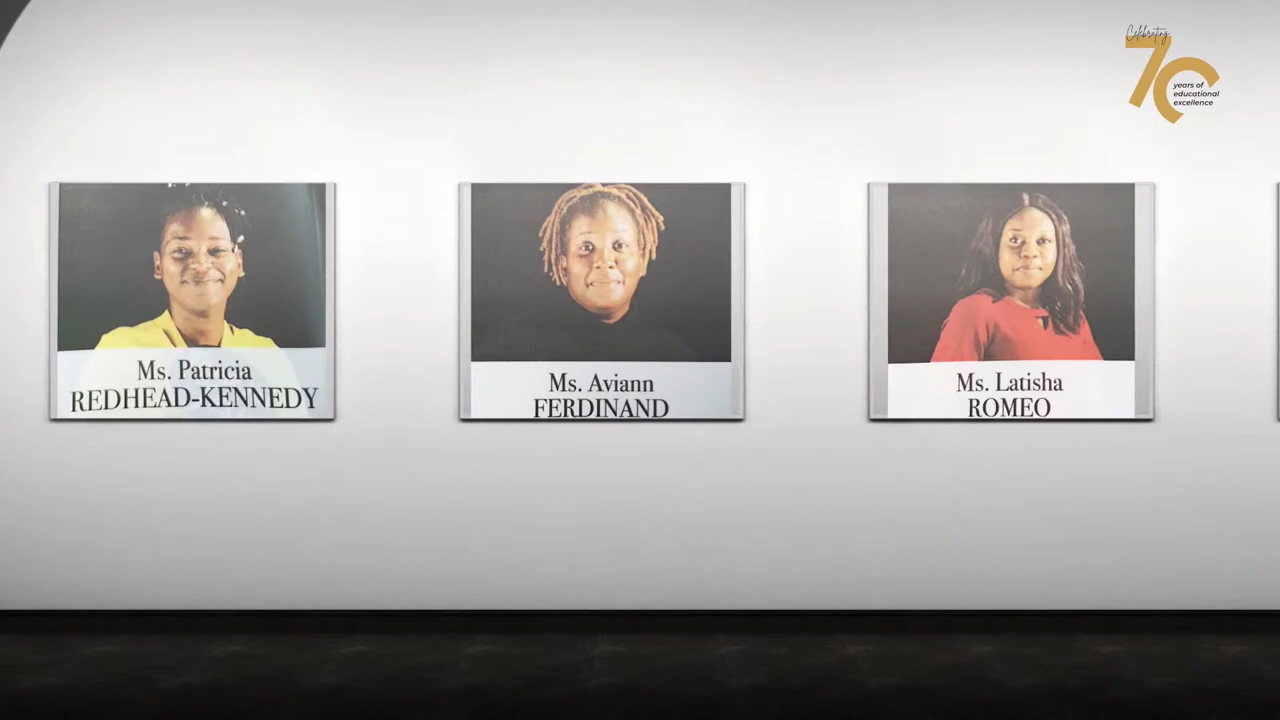 Celebrating
70
years of
educational
excellence
Ms. Patricia
REDHEAD-KENNEDY
Ms. Aviann
FERDINAND
Ms. Latisha
ROMEO